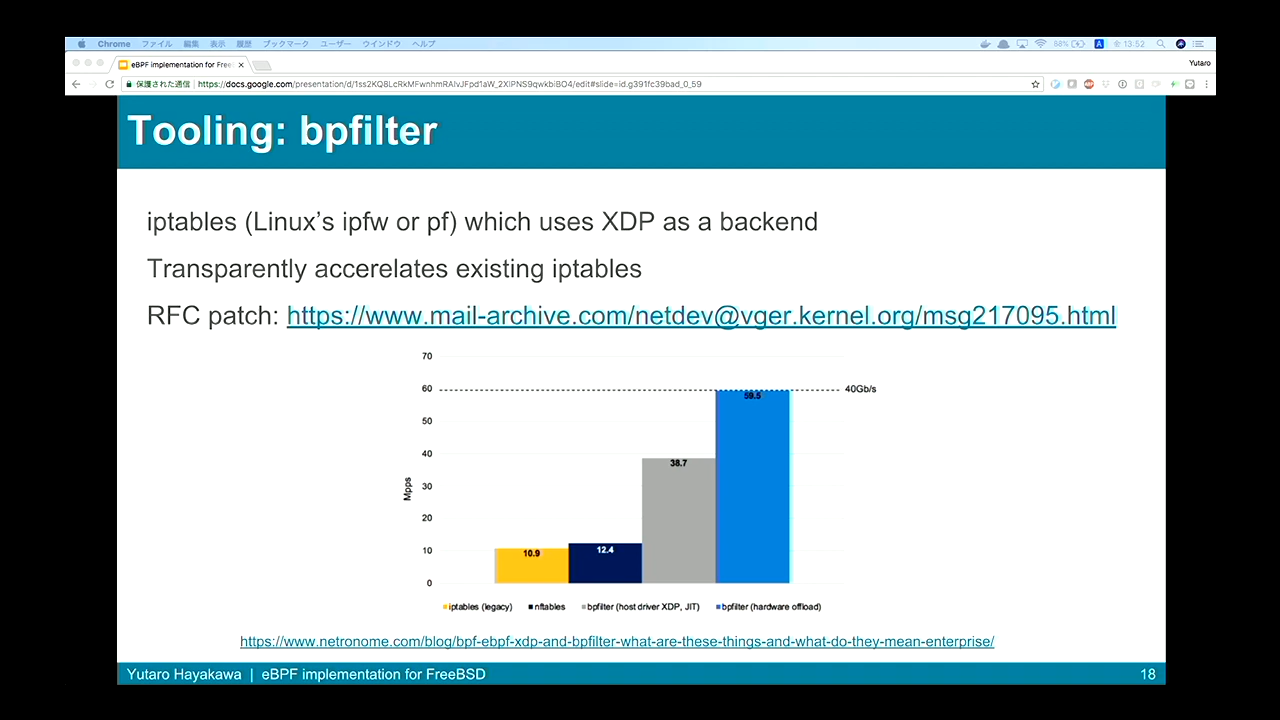 Chrome ファイル 編集 表示 履歴 ブックマーク ユーザー ウインドウ ヘルプ 88% A 13:52
eBPF implementation for Free
Yutaro
保護された通信 https://docs.google.com/presentation/d/1ss2KQ8LcRkMFwnhmRAlvJFpd1aW_2XlPNS9qwkbiBO4/edit#slide=id.g391fc39bad_0_59
Tooling: bpfilter
iptables (Linux’s ipfw or pf) which uses XDP as a backend
Transparently accerelates existing iptables
RFC patch: https://www.mail-archive.com/netdev@vger.kernel.org/msg217095.html
70
60
40Gb/s
59.5
50
40
38.7
Mpps
30
20
12.4
10.9
10
0
iptables (legacy) nftables bpfilter (host driver XDP, JIT) bpfilter (hardware offload)
https://www.netronome.com/blog/bpf-ebpf-xdp-and-bpfilter-what-are-these-things-and-what-do-they-mean-enterprise/
Yutaro Hayakawa | eBPF implementation for FreeBSD
18